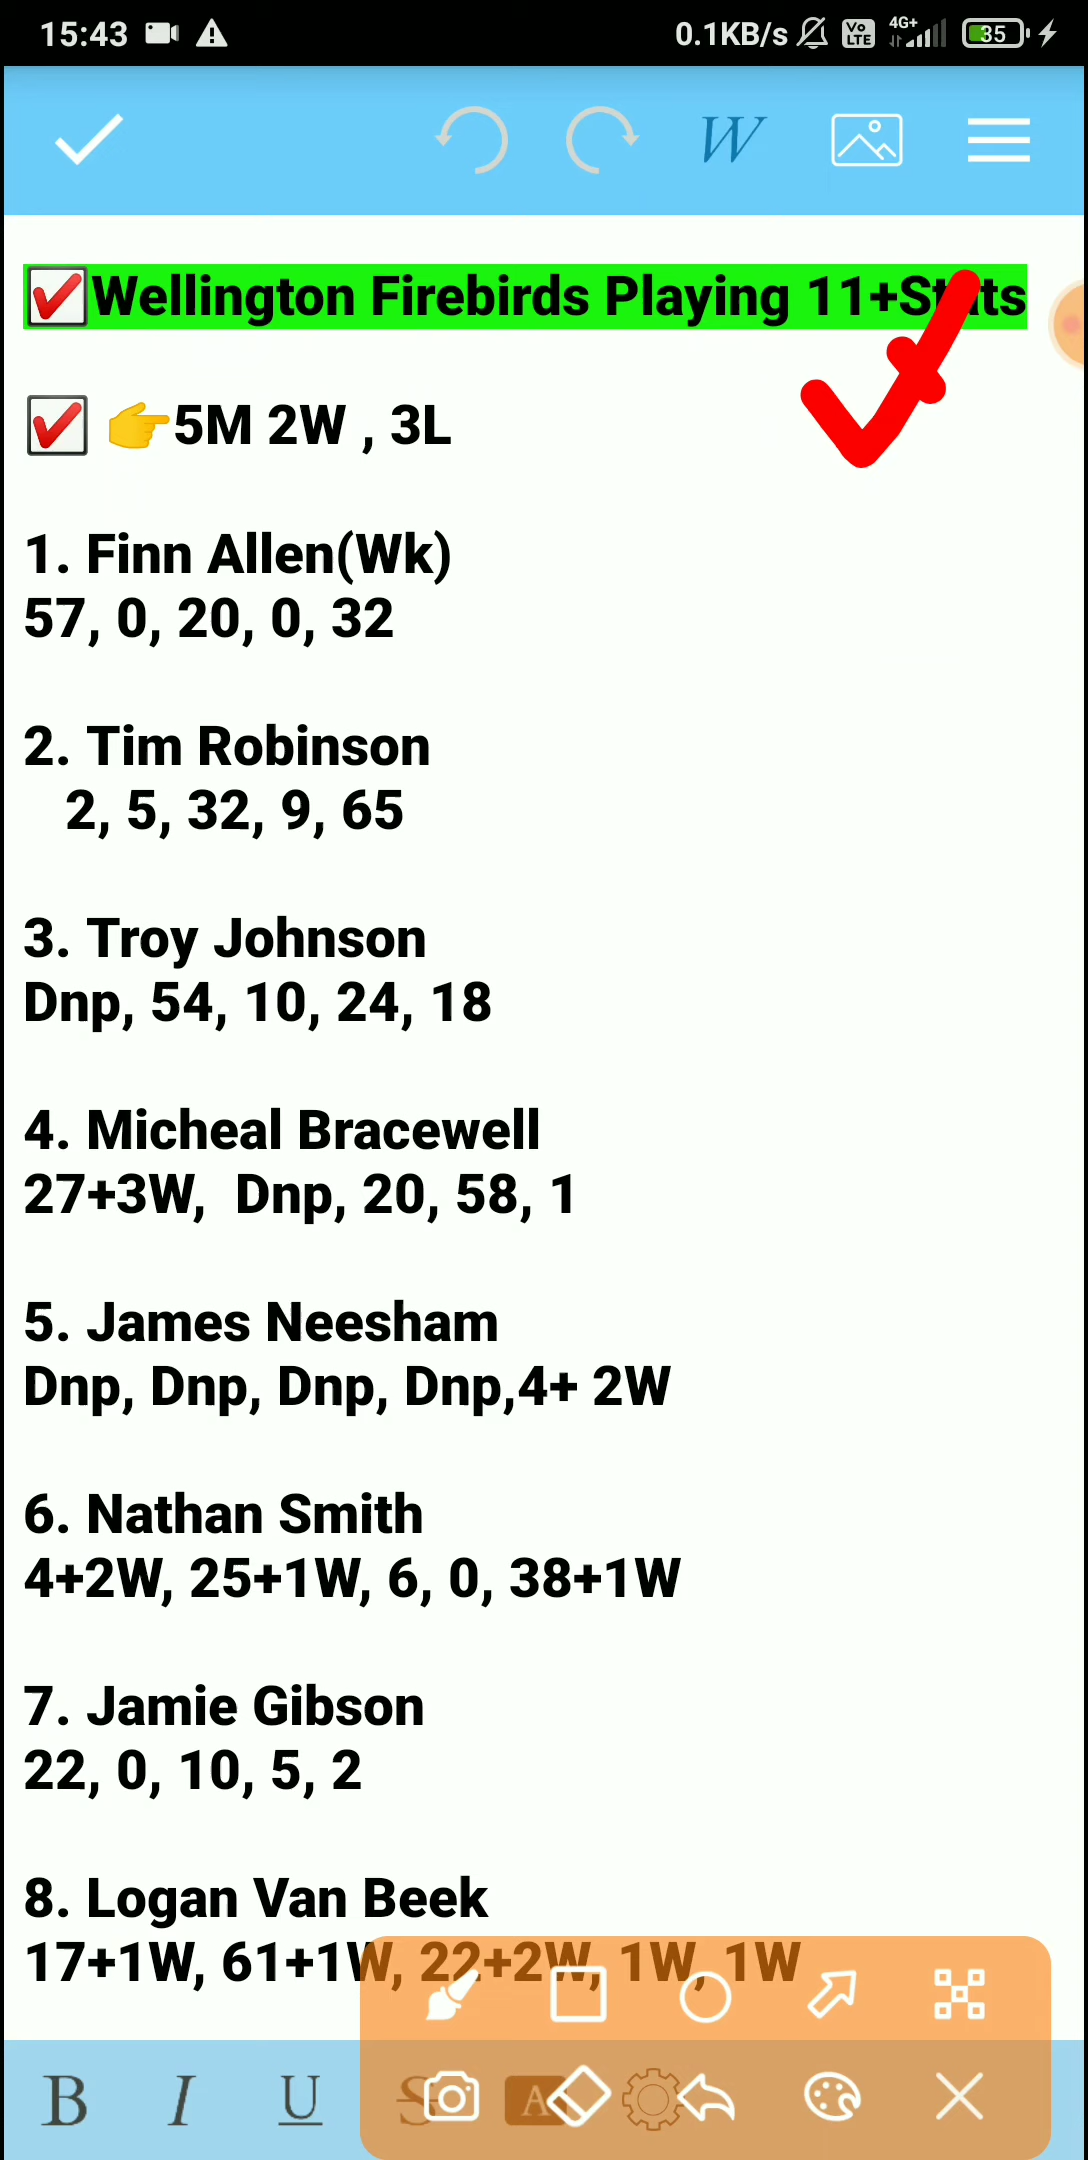 15:43 0.1KB/s Vo LTE 4G+ 35
W
Wellington Firebirds Playing 11+Stats
5M 2W , 3L
1. Finn Allen(Wk)
57, 0, 20, 0, 32
2. Tim Robinson
2, 5, 32, 9, 65
3. Troy Johnson
Dnp, 54, 10, 24, 18
4. Micheal Bracewell
27+3W, Dnp, 20, 58, 1
5. James Neesham
Dnp, Dnp, Dnp, Dnp,4+ 2W
6. Nathan Smith
4+2W, 25+1W, 6, 0, 38+1W
7. Jamie Gibson
22, 0, 10, 5, 2
8. Logan Van Beek
17+1W, 61+1W, 22+2W, 1W, 1W
B I U S A